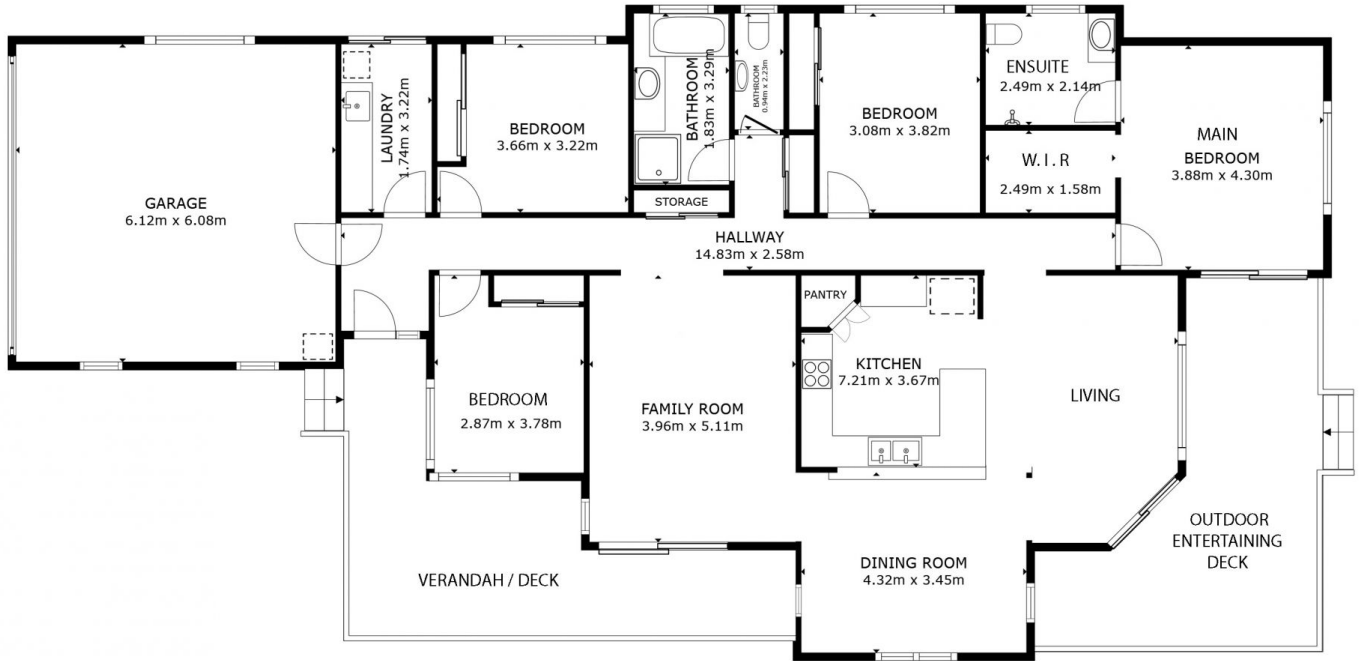 GARAGE
6.12m x 6.08m
LAUNDRY
1.74m x 3.22m
BEDROOM
3.66m x 3.22m
BATHROOM
1.83m x 3.29m
STORAGE
BATHROOM
0.94m x 2.23m
BEDROOM
3.08m x 3.82m
ENSUITE
2.49m x 2.14m
W.I.R
2.49m x 1.58m
MAIN
BEDROOM
3.88m x 4.30m
HALLWAY
14.83m x 2.58m
BEDROOM
2.87m x 3.78m
FAMILY ROOM
3.96m x 5.11m
PANTRY
KITCHEN
7.21m x 3.67m
LIVING
VERANDAH / DECK
DINING ROOM
4.32m x 3.45m
OUTDOOR
ENTERTAINING
DECK